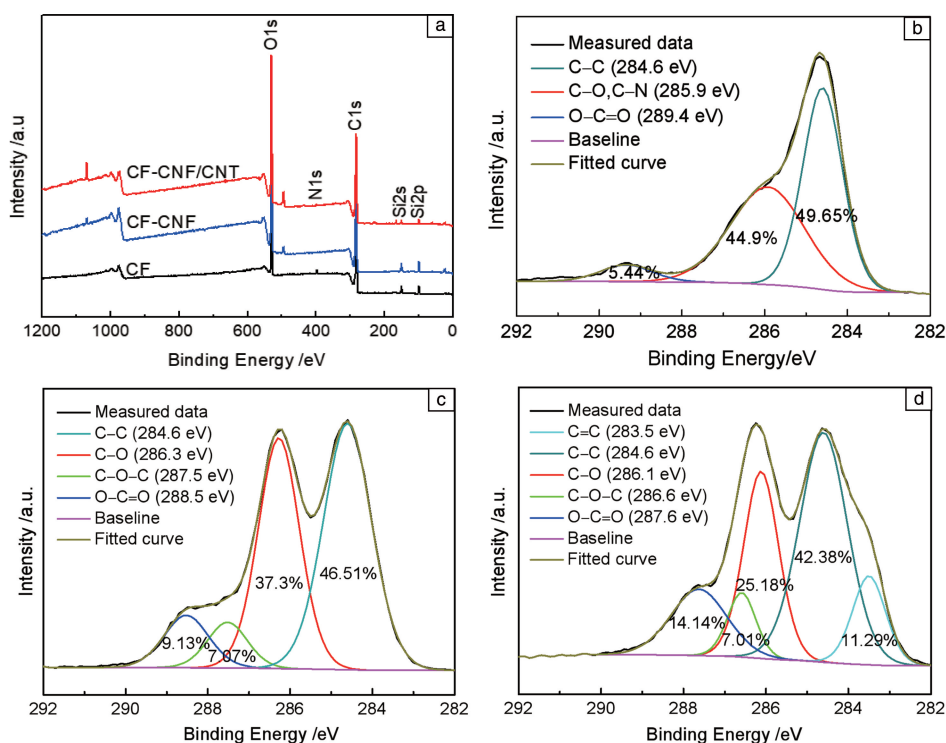 a
O1s
C1s
N1s
Si2s
Si2p
CF-CNF/CNT
CF-CNF
CF
Intensity /a.u
1200 1000 800 600 400 200 0
Binding Energy /eV
b
Measured data
C–C (284.6 eV)
C–O,C–N (285.9 eV)
O–C=O (289.4 eV)
Baseline
Fitted curve
49.65%
44.9%
5.44%
Intensity /a.u.
292 290 288 286 284 282
Binding Energy/eV
c
Measured data
C–C (284.6 eV)
C–O (286.3 eV)
C–O–C (287.5 eV)
O–C=O (288.5 eV)
Baseline
Fitted curve
46.51%
37.3%
9.13%
7.07%
Intensity /a.u.
292 290 288 286 284 282
Binding Energy /eV
d
Measured data
C=C (283.5 eV)
C–C (284.6 eV)
C–O (286.1 eV)
C–O–C (286.6 eV)
O–C=O (287.6 eV)
Baseline
Fitted curve
42.38%
25.18%
14.14%
7.01%
11.29%
Intensity /a.u.
292 290 288 286 284 282
Binding Energy /eV